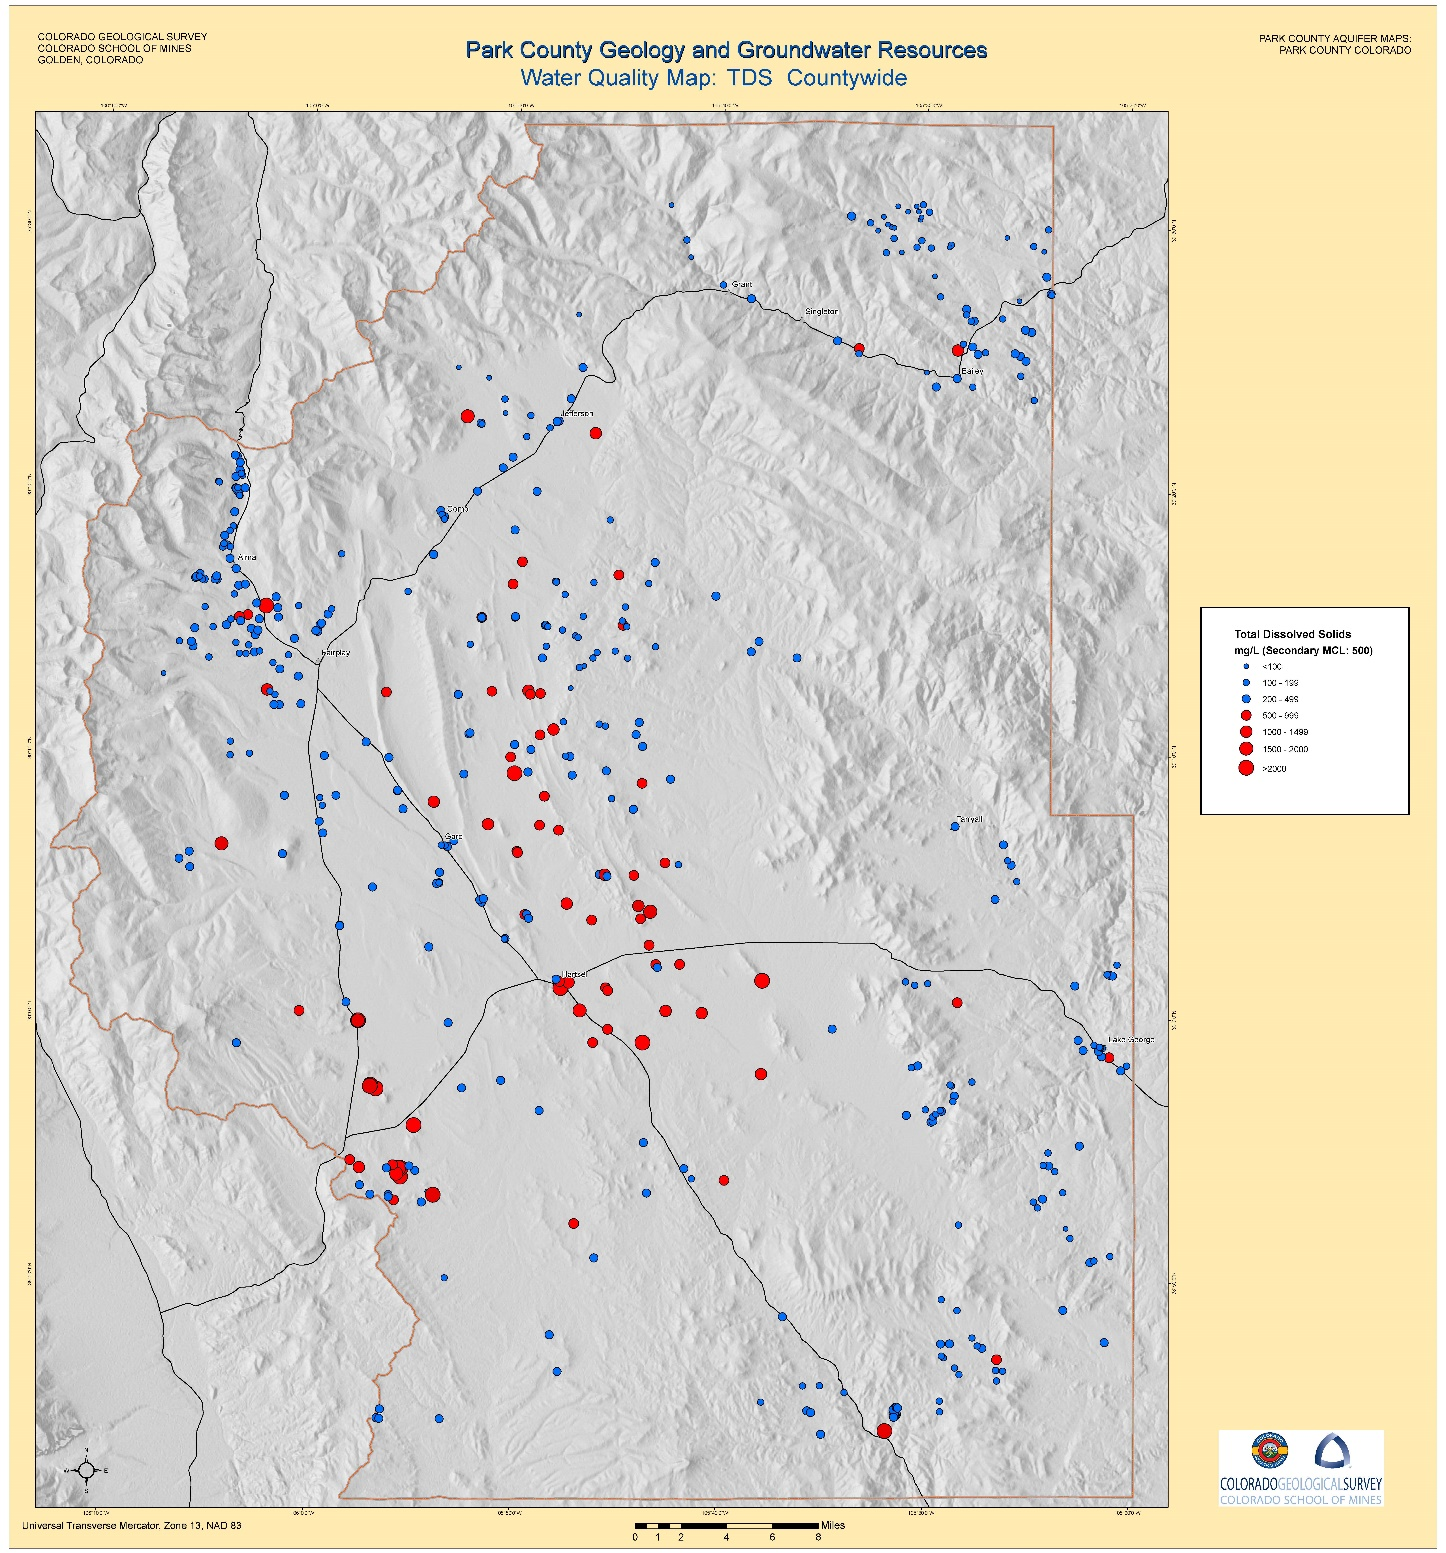 COLORADO GEOLOGICAL SURVEY
COLORADO SCHOOL OF MINES
GOLDEN, COLORADO
Park County Geology and Groundwater Resources
Water Quality Map: TDS Countywide
PARK COUNTY AQUIFER MAPS:
PARK COUNTY COLORADO
Grant
Singleton
Bailey
Jefferson
Como
Alma
Fairplay
Total Dissolved Solids
mg/L (Secondary MCL: 500)
<100
100 - 199
200 - 499
500 - 999
1000 - 1499
1500 - 2000
>2000
Tarryall
Garo
Hartsel
Lake George
N
W
E
S
COLORADOGEOLOGICALSURVEY
COLORADO SCHOOL OF MINES
Universal Transverse Mercator, Zone 13, NAD 83
Miles
0 1 2 4 6 8